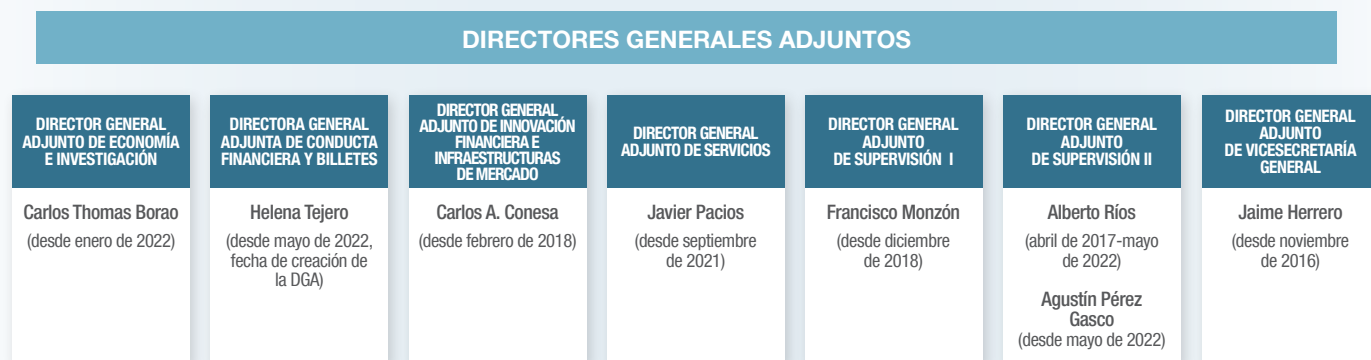 DIRECTORES GENERALES ADJUNTOS
DIRECTOR GENERAL
ADJUNTO DE ECONOMÍA
E INVESTIGACIÓN
Carlos Thomas Borao
(desde enero de 2022)
DIRECTORA GENERAL
ADJUNTA DE CONDUCTA
FINANCIERA Y BILLETES
Helena Tejero
(desde mayo de 2022,
fecha de creación de
la DGA)
DIRECTOR GENERAL
ADJUNTO DE INNOVACIÓN
FINANCIERA E
INFRAESTRUCTURAS
DE MERCADO
Carlos A. Conesa
(desde febrero de 2018)
DIRECTOR GENERAL
ADJUNTO DE SERVICIOS
Javier Pacios
(desde septiembre
de 2021)
DIRECTOR GENERAL
ADJUNTO
DE SUPERVISIÓN I
Francisco Monzón
(desde diciembre
de 2018)
DIRECTOR GENERAL
ADJUNTO
DE SUPERVISIÓN II
Alberto Ríos
(abril de 2017-mayo
de 2022)
Agustín Pérez
Gasco
(desde mayo de 2022)
DIRECTOR GENERAL
ADJUNTO
DE VICESECRETARÍA
GENERAL
Jaime Herrero
(desde noviembre
de 2016)